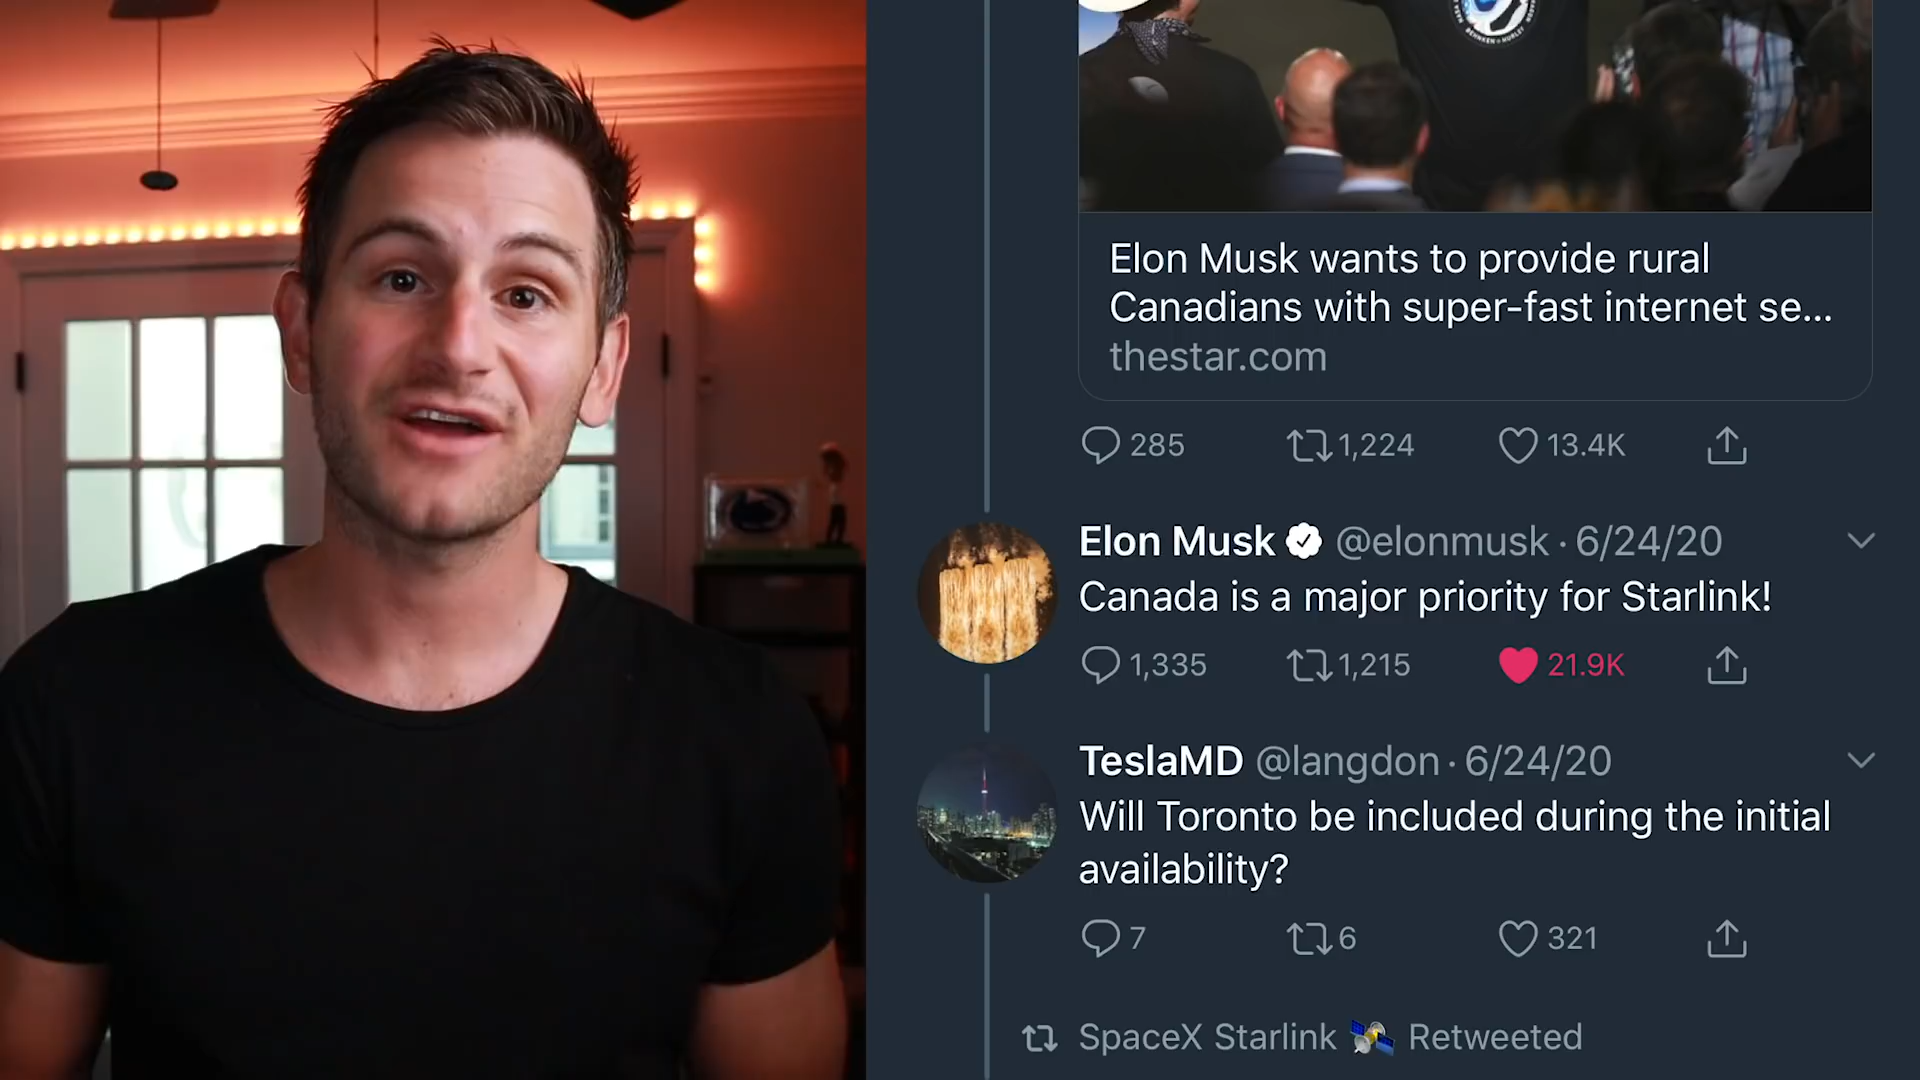 BEHNKEN & HURLEY
Elon Musk wants to provide rural
Canadians with super-fast internet se...
thestar.com
285 1,224 13.4K
Elon Musk @elonmusk · 6/24/20
Canada is a major priority for Starlink!
1,335 1,215 21.9K
TeslaMD @langdon · 6/24/20
Will Toronto be included during the initial
availability?
7 6 321
SpaceX Starlink Retweeted